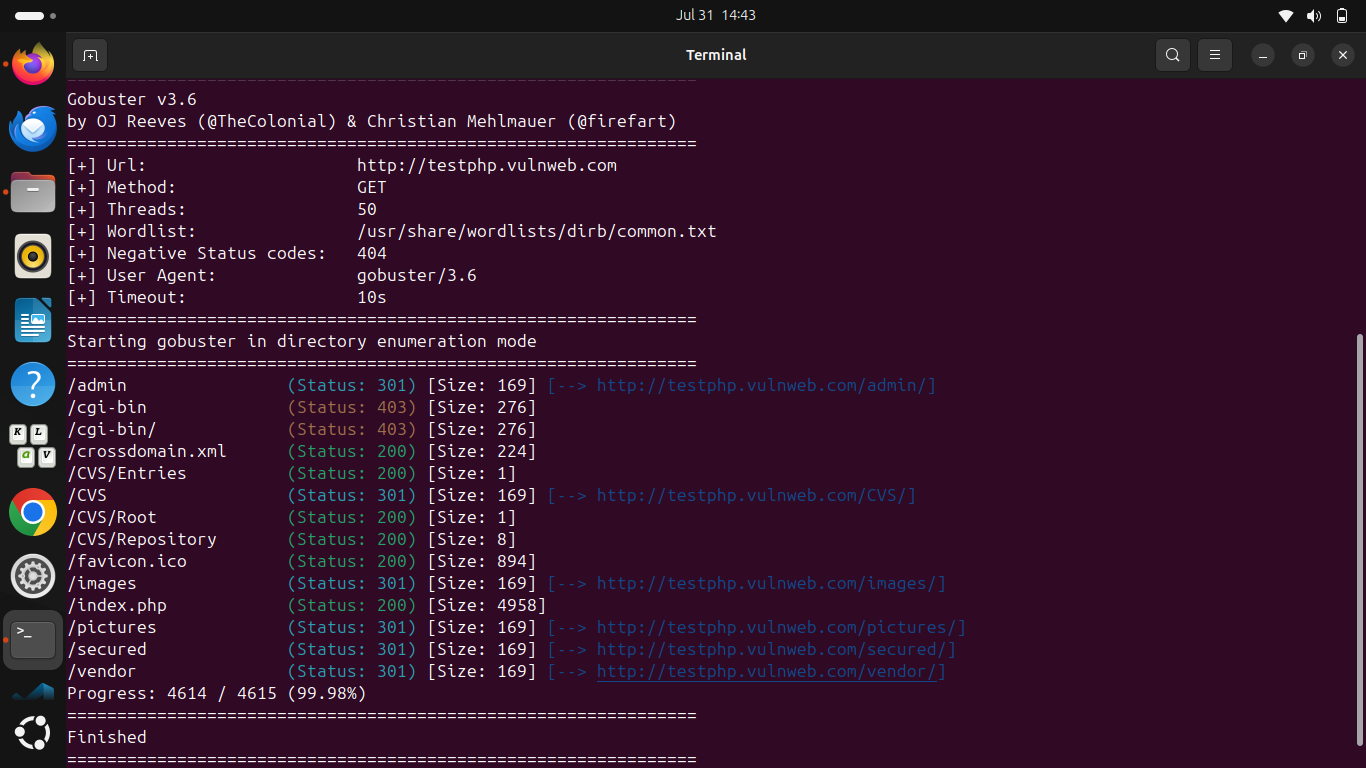 Jul 31 14:43
Terminal
===============================================================
Gobuster v3.6
by OJ Reeves (@TheColonial) & Christian Mehlmauer (@firefart)
===============================================================
[+] Url:                     http://testphp.vulnweb.com
[+] Method:                  GET
[+] Threads:                 50
[+] Wordlist:                /usr/share/wordlists/dirb/common.txt
[+] Negative Status codes:   404
[+] User Agent:              gobuster/3.6
[+] Timeout:                 10s
===============================================================
Starting gobuster in directory enumeration mode
===============================================================
/admin                (Status: 301) [Size: 169] [--> http://testphp.vulnweb.com/admin/]
/cgi-bin              (Status: 403) [Size: 276]
/cgi-bin/             (Status: 403) [Size: 276]
/crossdomain.xml      (Status: 200) [Size: 224]
/CVS/Entries          (Status: 200) [Size: 1]
/CVS                  (Status: 301) [Size: 169] [--> http://testphp.vulnweb.com/CVS/]
/CVS/Root             (Status: 200) [Size: 1]
/CVS/Repository       (Status: 200) [Size: 8]
/favicon.ico          (Status: 200) [Size: 894]
/images               (Status: 301) [Size: 169] [--> http://testphp.vulnweb.com/images/]
/index.php            (Status: 200) [Size: 4958]
/pictures             (Status: 301) [Size: 169] [--> http://testphp.vulnweb.com/pictures/]
/secured              (Status: 301) [Size: 169] [--> http://testphp.vulnweb.com/secured/]
/vendor               (Status: 301) [Size: 169] [--> http://testphp.vulnweb.com/vendor/]
Progress: 4614 / 4615 (99.98%)
===============================================================
Finished
===============================================================
?
K L
a V
>_